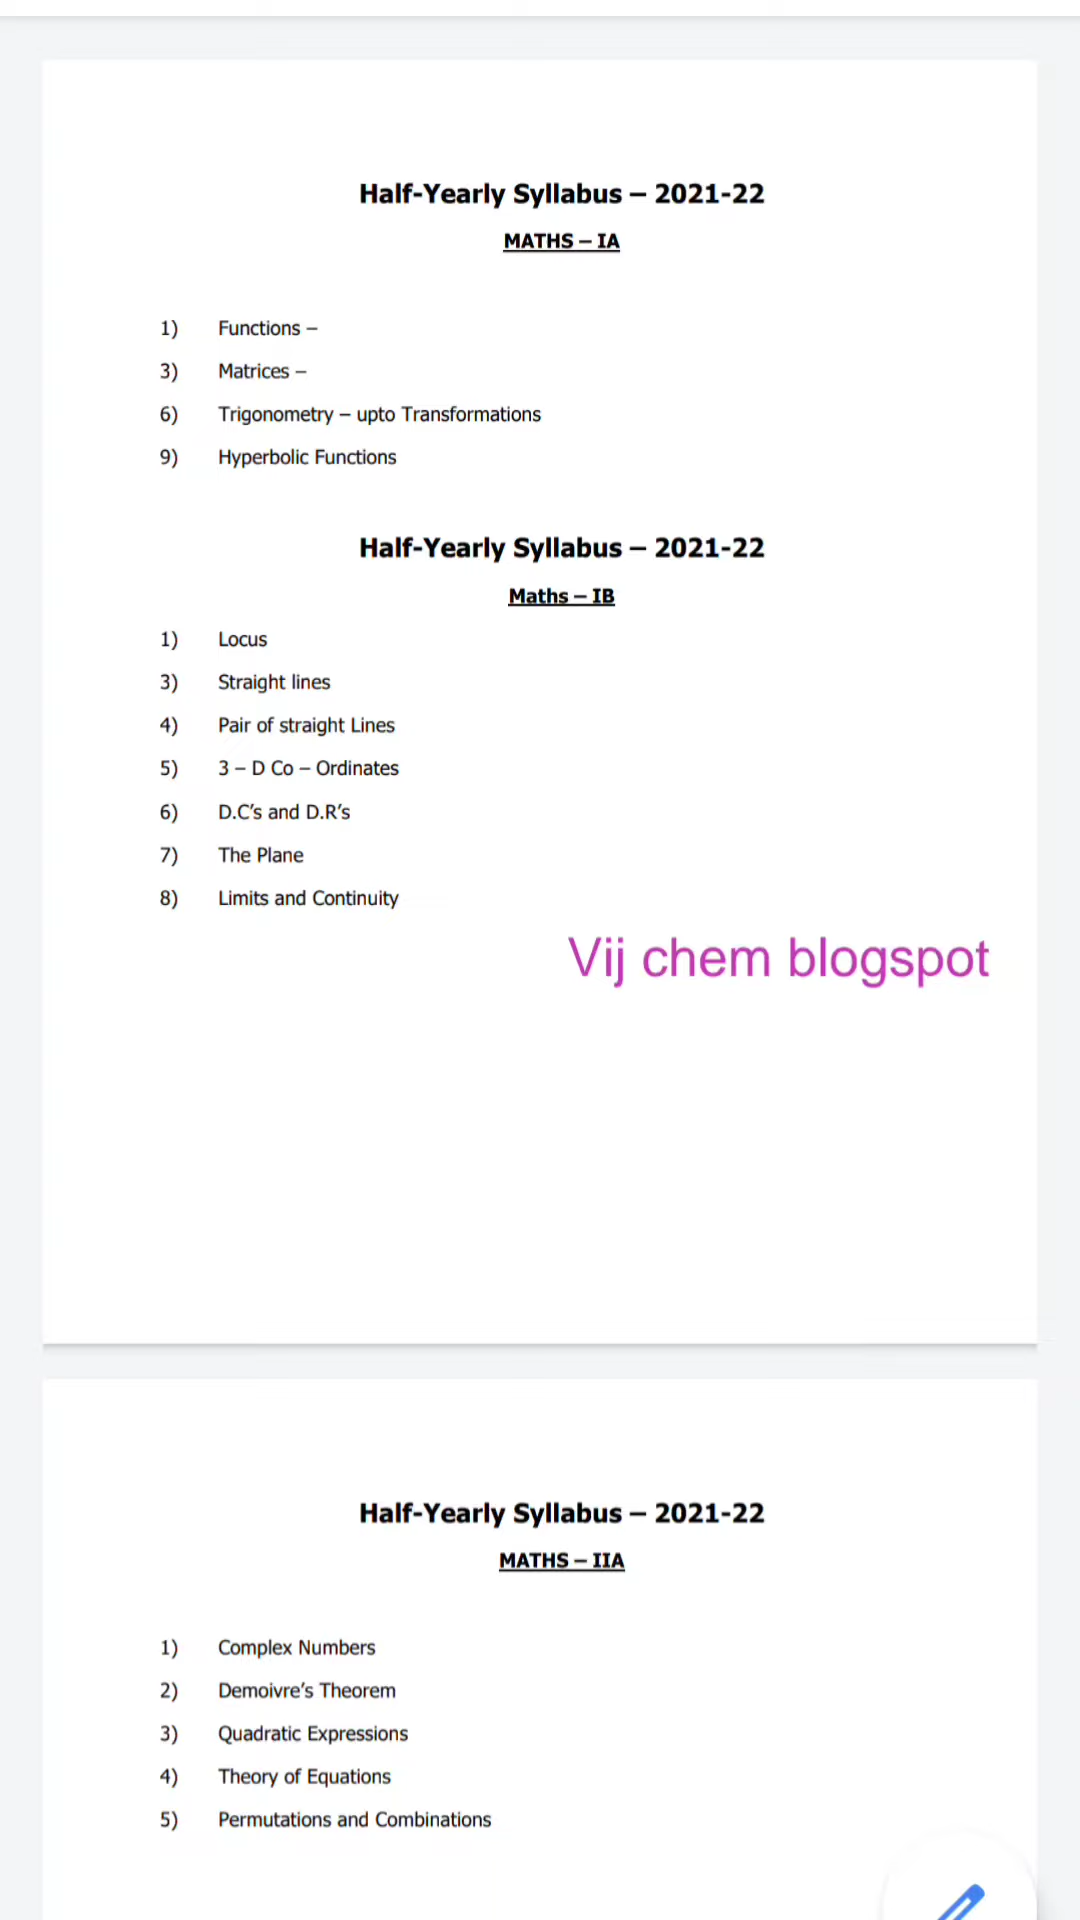 Half-Yearly Syllabus – 2021-22
MATHS – IA
1) Functions –
3) Matrices –
6) Trigonometry – upto Transformations
9) Hyperbolic Functions
Half-Yearly Syllabus – 2021-22
Maths – IB
1) Locus
3) Straight lines
4) Pair of straight Lines
5) 3 – D Co – Ordinates
6) D.C’s and D.R’s
7) The Plane
8) Limits and Continuity
Vij chem blogspot
Half-Yearly Syllabus – 2021-22
MATHS – IIA
1) Complex Numbers
2) Demoivre’s Theorem
3) Quadratic Expressions
4) Theory of Equations
5) Permutations and Combinations